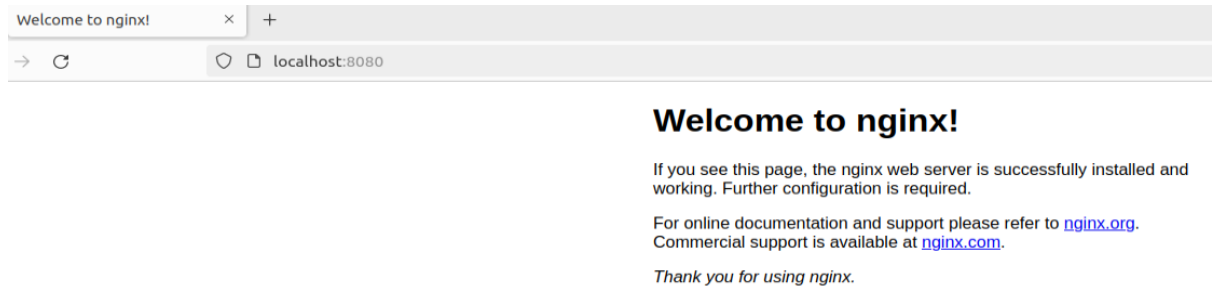 Welcome to nginx!
localhost:8080
Welcome to nginx!
If you see this page, the nginx web server is successfully installed and
working. Further configuration is required.
For online documentation and support please refer to nginx.org.
Commercial support is available at nginx.com.
Thank you for using nginx.